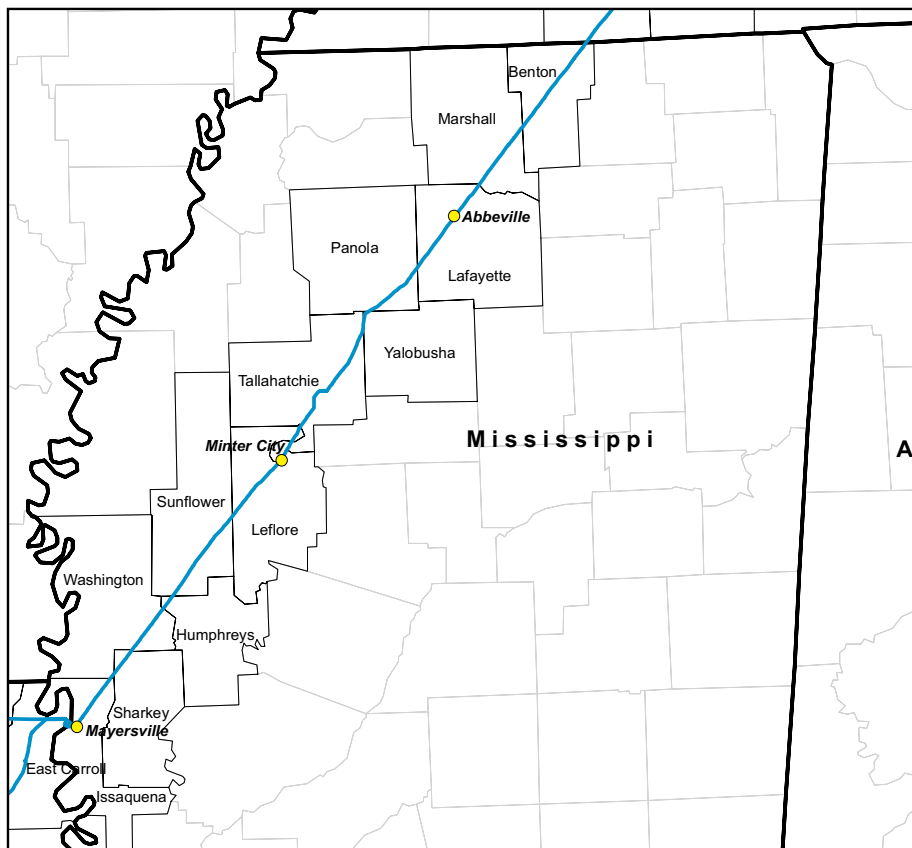 Benton
Marshall
Abbeville
Panola
Lafayette
Yalobusha
Tallahatchie
Mississippi
Minter City
A
Sunflower
Leflore
Washington
Humphreys
Sharkey
Mayersville
East Carroll
Issaquena